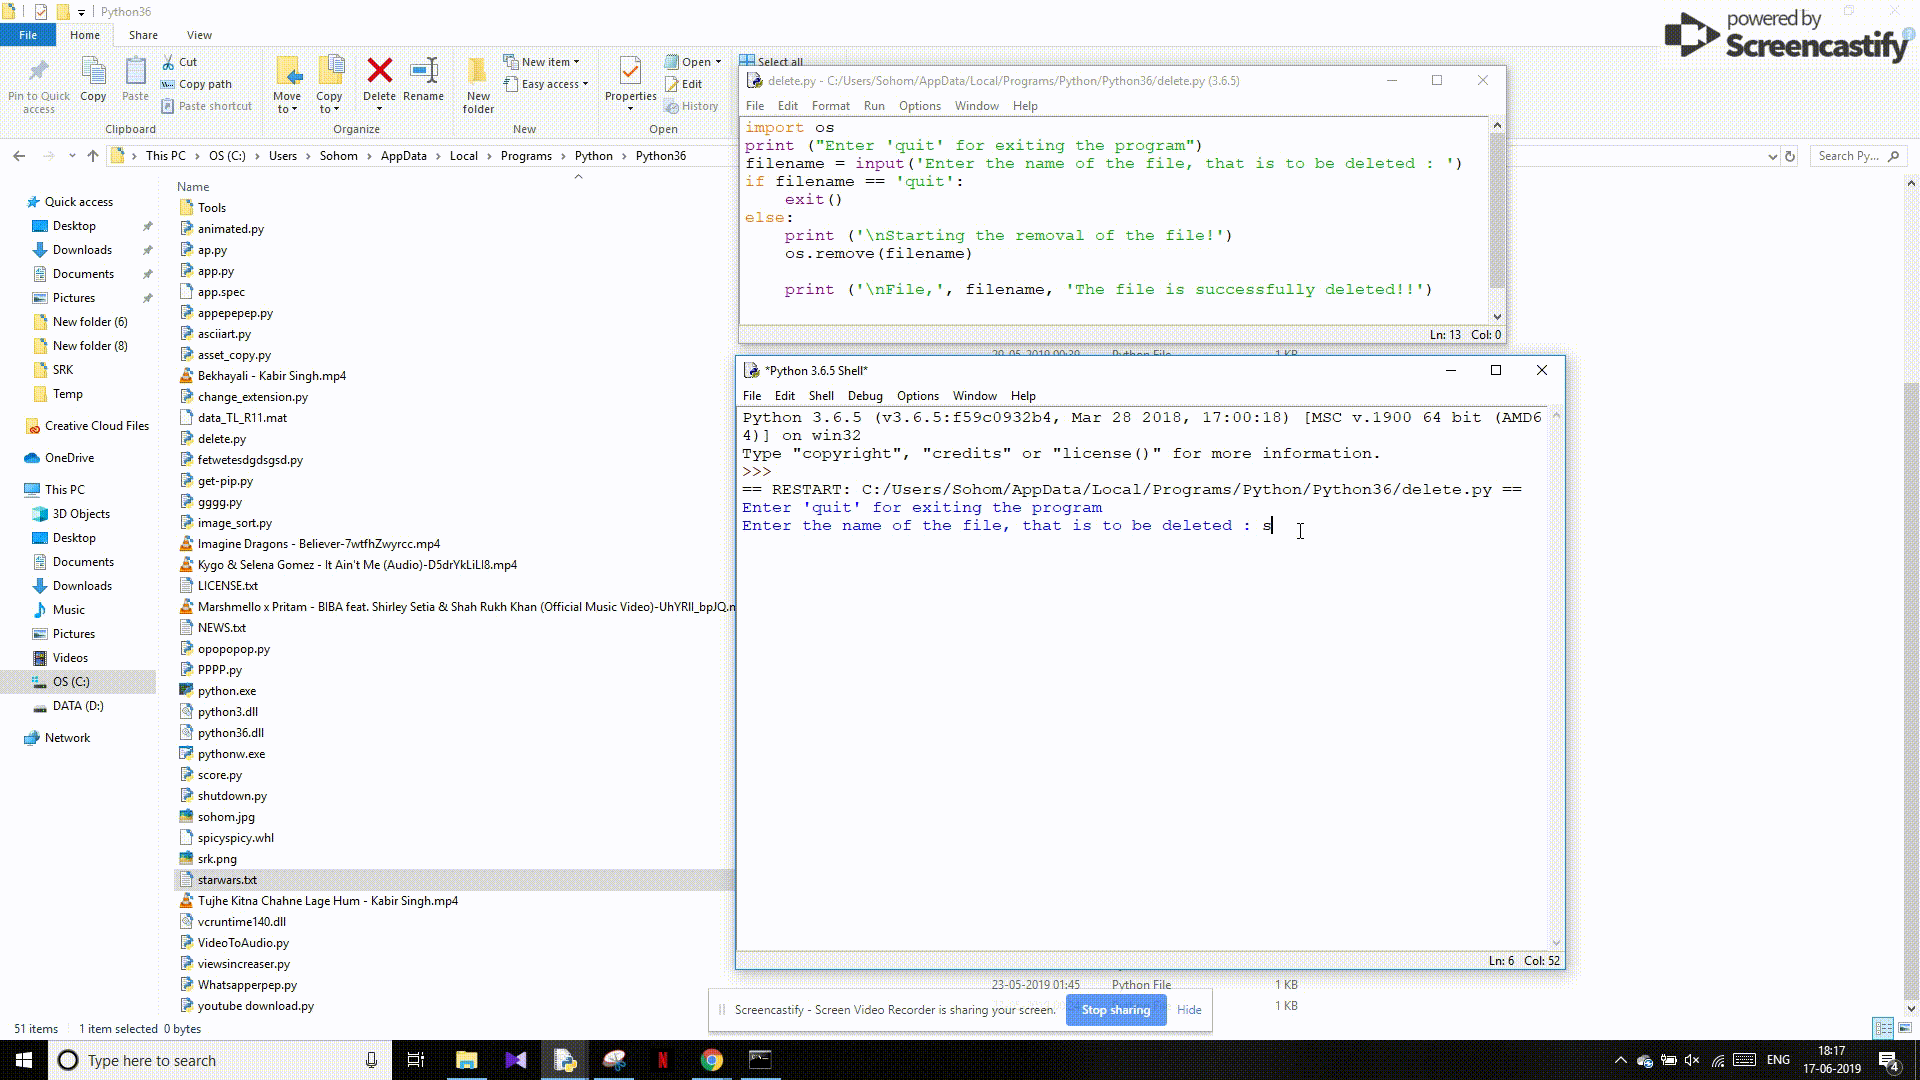 Python36
powered by
Screencastify
File Home Share View
Pin to Quick access
Copy
Paste
Cut
Copy path
Paste shortcut
Clipboard
Move to
Copy to
Delete
Rename
Organize
New folder
New item
Easy access
New
Properties
Open
Edit
History
Open
Select all
This PC > OS (C:) > Users > Sohom > AppData > Local > Programs > Python > Python36
Search Py...
Quick access
Desktop
Downloads
Documents
Pictures
New folder (6)
New folder (8)
SRK
Temp
Creative Cloud Files
OneDrive
This PC
3D Objects
Desktop
Documents
Downloads
Music
Pictures
Videos
OS (C:)
DATA (D:)
Network
Name
Tools
animated.py
ap.py
app.py
app.spec
appepepep.py
asciiart.py
asset_copy.py
Bekhayali - Kabir Singh.mp4
change_extension.py
data_TL_R11.mat
delete.py
fetwetesdgdsgsd.py
get-pip.py
gggg.py
image_sort.py
Imagine Dragons - Believer-7wtfhZwyrcc.mp4
Kygo & Selena Gomez - It Ain't Me (Audio)-D5drYkLiLI8.mp4
LICENSE.txt
Marshmello x Pritam - BIBA feat. Shirley Setia & Shah Rukh Khan (Official Music Video)-UhYRlI_bpJQ.m
NEWS.txt
opopopop.py
PPPP.py
python.exe
python3.dll
python36.dll
pythonw.exe
score.py
shutdown.py
sohom.jpg
spicyspicy.whl
srk.png
starwars.txt
Tujhe Kitna Chahne Lage Hum - Kabir Singh.mp4
vcruntime140.dll
VideoToAudio.py
viewsincreaser.py
Whatsapperpep.py
youtube download.py
delete.py - C:/Users/Sohom/AppData/Local/Programs/Python/Python36/delete.py (3.6.5)
File Edit Format Run Options Window Help
import os
print ("Enter 'quit' for exiting the program")
filename = input('Enter the name of the file, that is to be deleted : ')
if filename == 'quit':
    exit()
else:
    print ('\nStarting the removal of the file!')
    os.remove(filename)
    print ('\nFile,', filename, 'The file is successfully deleted!!')
Ln: 13 Col: 0
20-05-2019 00:39 Python File 1 KB
*Python 3.6.5 Shell*
File Edit Shell Debug Options Window Help
Python 3.6.5 (v3.6.5:f59c0932b4, Mar 28 2018, 17:00:18) [MSC v.1900 64 bit (AMD6
4)] on win32
Type "copyright", "credits" or "license()" for more information.
>>>
== RESTART: C:/Users/Sohom/AppData/Local/Programs/Python/Python36/delete.py ==
Enter 'quit' for exiting the program
Enter the name of the file, that is to be deleted : s
Ln: 6 Col: 52
23-05-2019 01:45 Python File 1 KB
1 KB
Screencastify - Screen Video Recorder is sharing your screen. Stop sharing Hide
51 items 1 item selected 0 bytes
Type here to search
ENG
18:17
17-06-2019
4